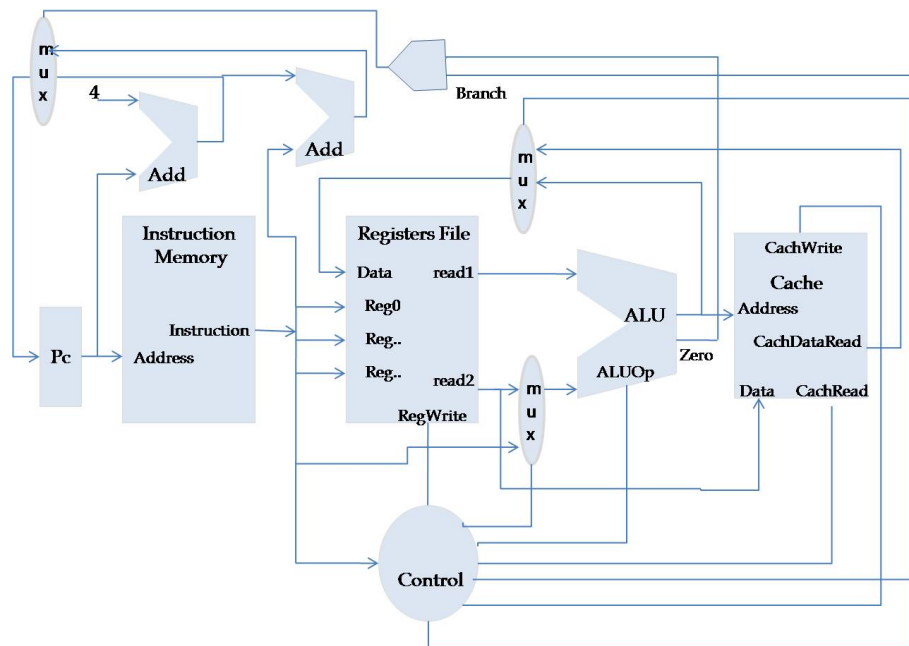 m
u
x
4
Add
Add
Branch
m
u
x
Instruction
Memory
Instruction
Address
Pc
Registers File
Data
read1
Reg0
Reg..
Reg..
read2
RegWrite
m
u
x
ALU
Zero
ALUOp
CachWrite
Cache
Address
CachDataRead
Data
CachRead
Control